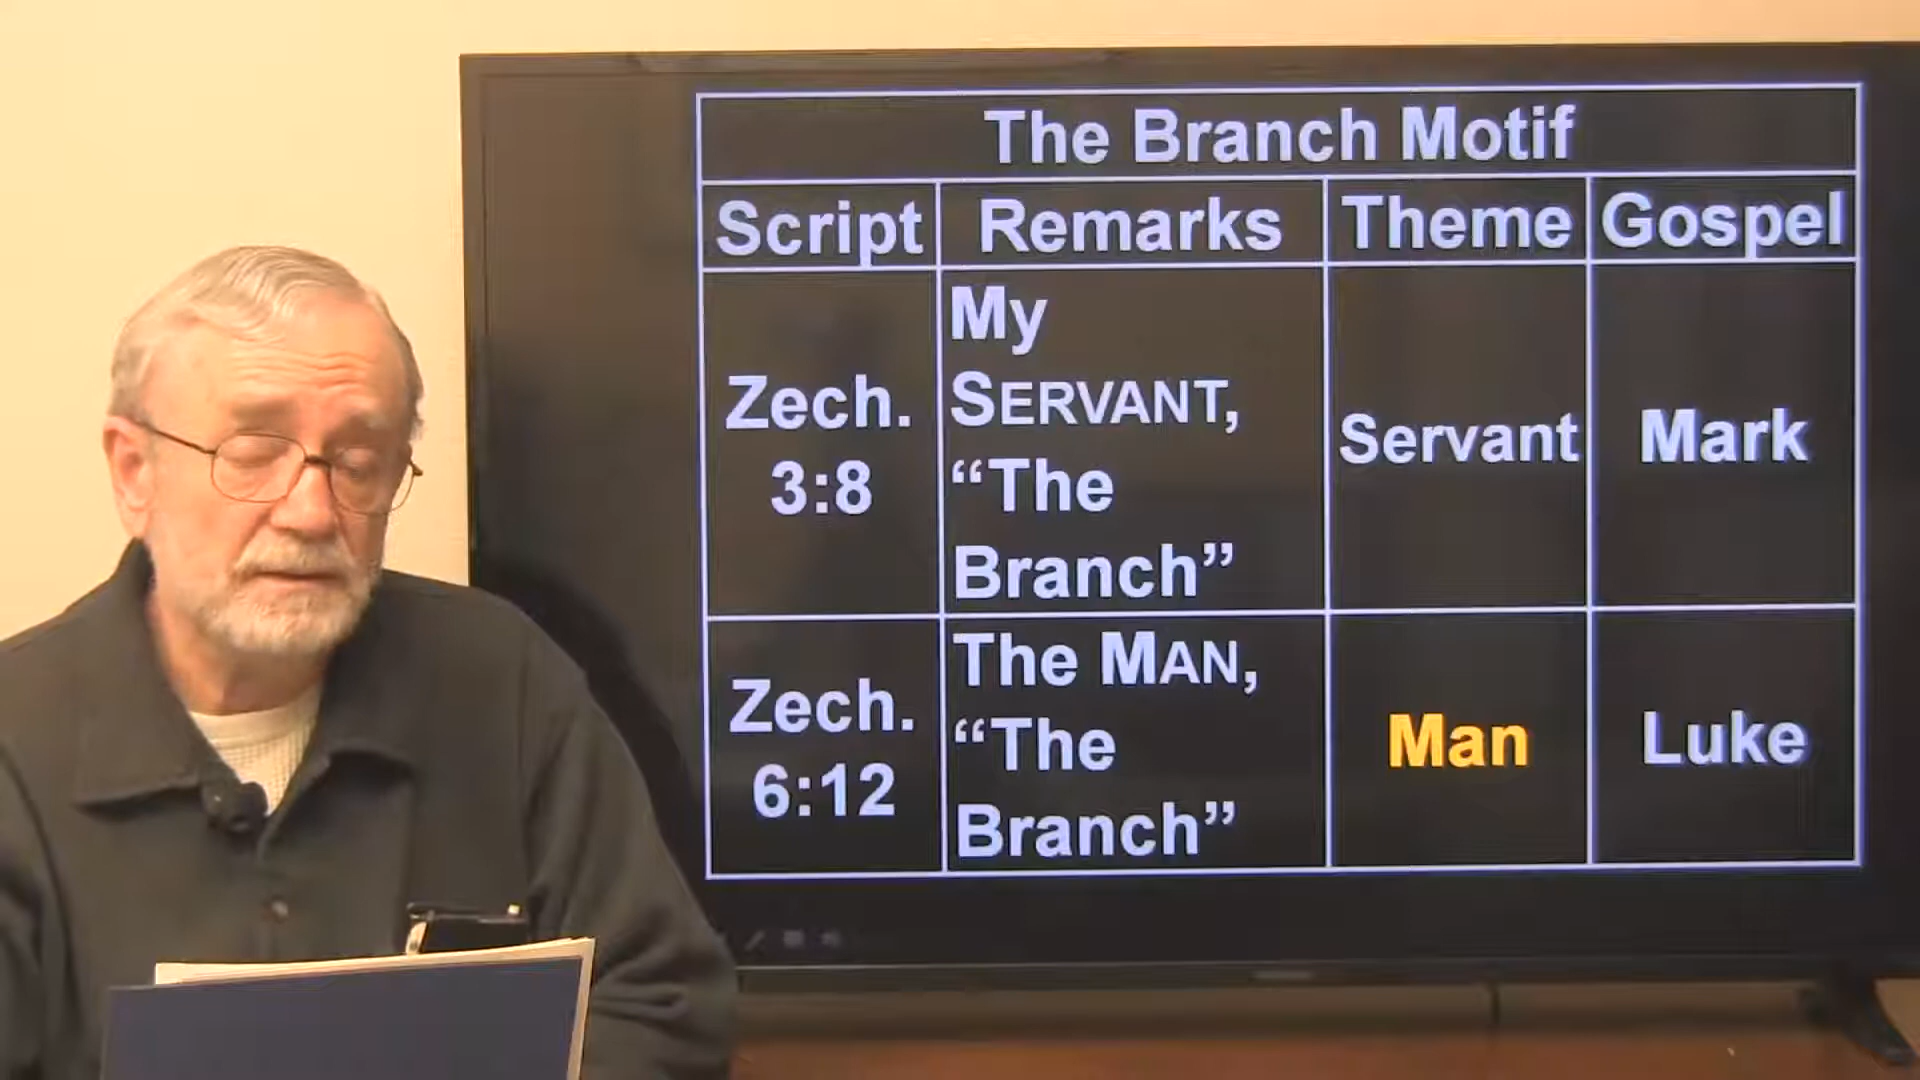 The Branch Motif
Script Remarks Theme Gospel
Zech. 3:8
My
SERVANT,
“The
Branch”
Servant
Mark
Zech. 6:12
The MAN,
“The
Branch”
Man
Luke